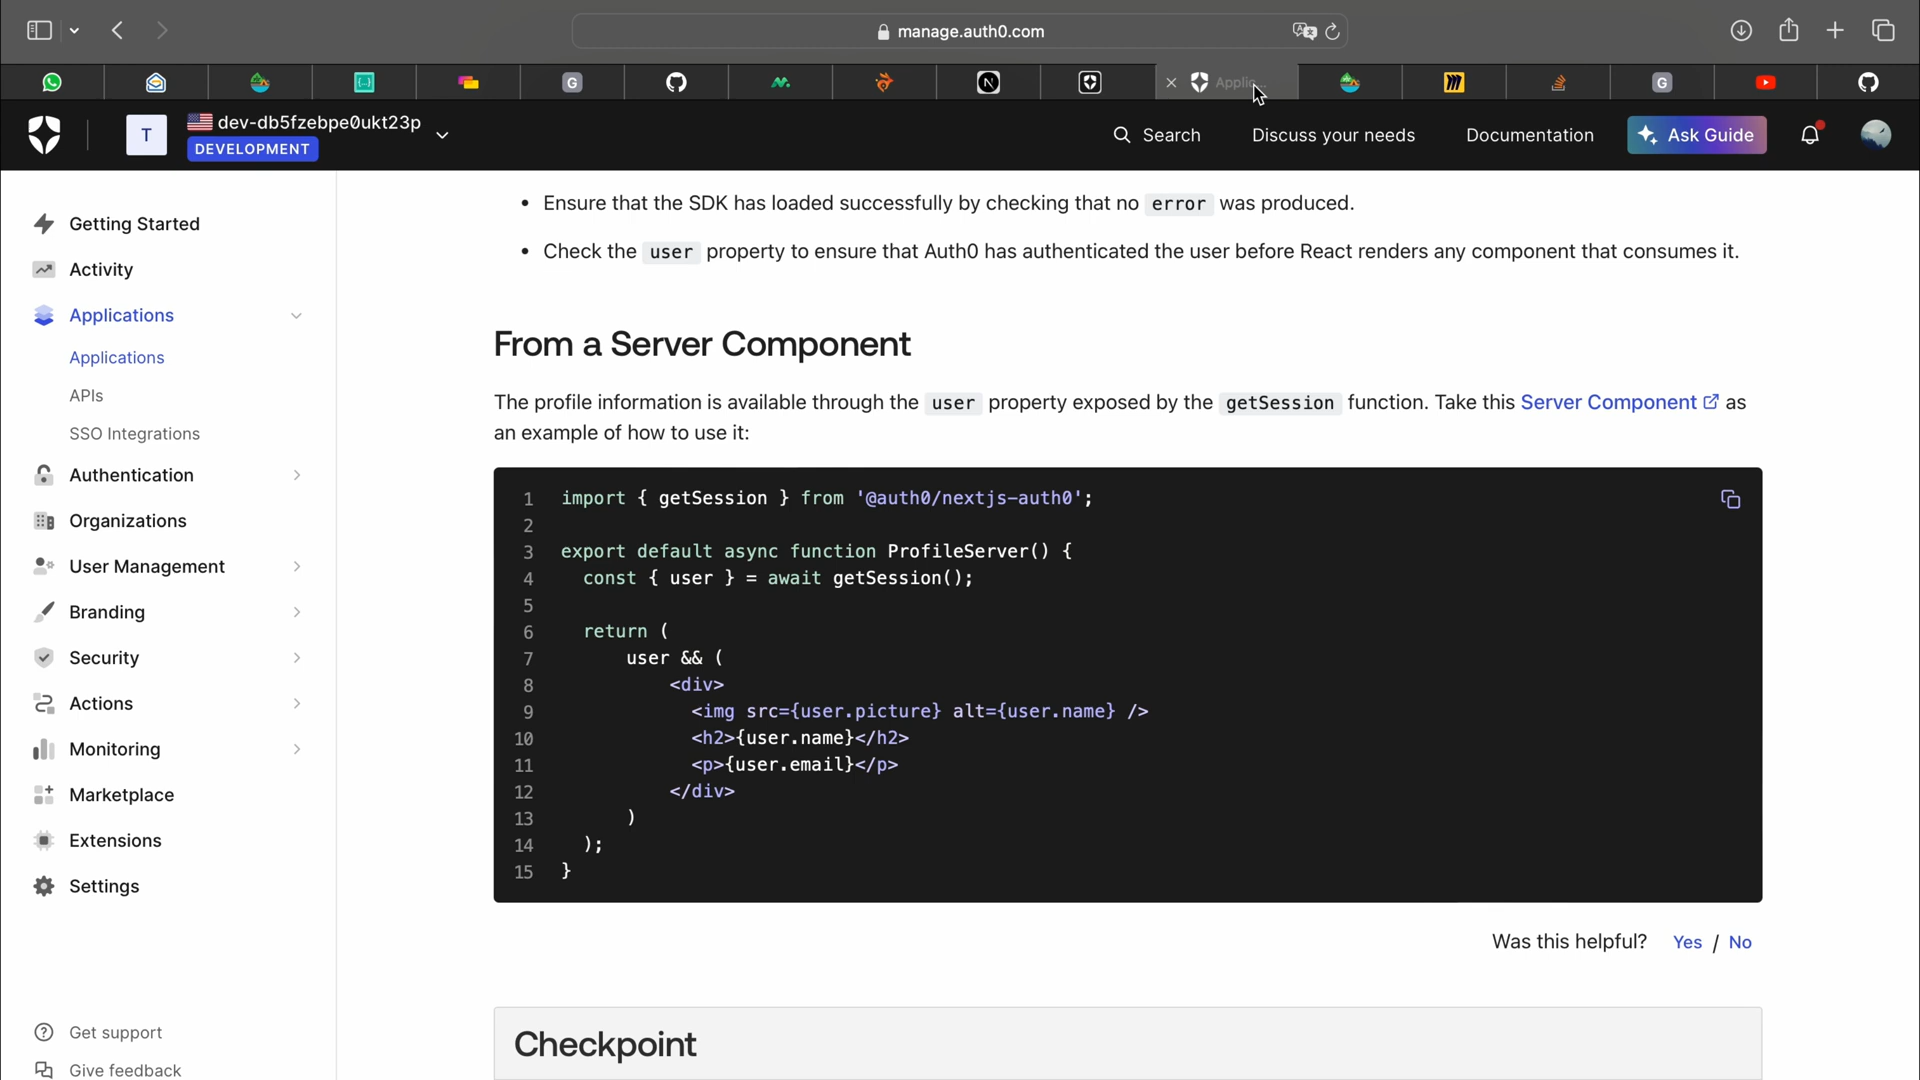 manage.auth0.com
G
N
Applic...
G
T
dev-db5fzebpe0ukt23p
DEVELOPMENT
Search
Discuss your needs
Documentation
Ask Guide
Getting Started
Activity
Applications
Applications
APIs
SSO Integrations
Authentication
Organizations
User Management
Branding
Security
Actions
Monitoring
Marketplace
Extensions
Settings
Get support
Give feedback
• Ensure that the SDK has loaded successfully by checking that no error was produced.
• Check the user property to ensure that Auth0 has authenticated the user before React renders any component that consumes it.
From a Server Component
The profile information is available through the user property exposed by the getSession function. Take this Server Component as
an example of how to use it:
1 import { getSession } from '@auth0/nextjs-auth0';
2
3 export default async function ProfileServer() {
4 const { user } = await getSession();
5
6 return (
7 user && (
8 <div>
9 <img src={user.picture} alt={user.name} />
10 <h2>{user.name}</h2>
11 <p>{user.email}</p>
12 </div>
13 )
14 );
15 }
Was this helpful? Yes / No
Checkpoint